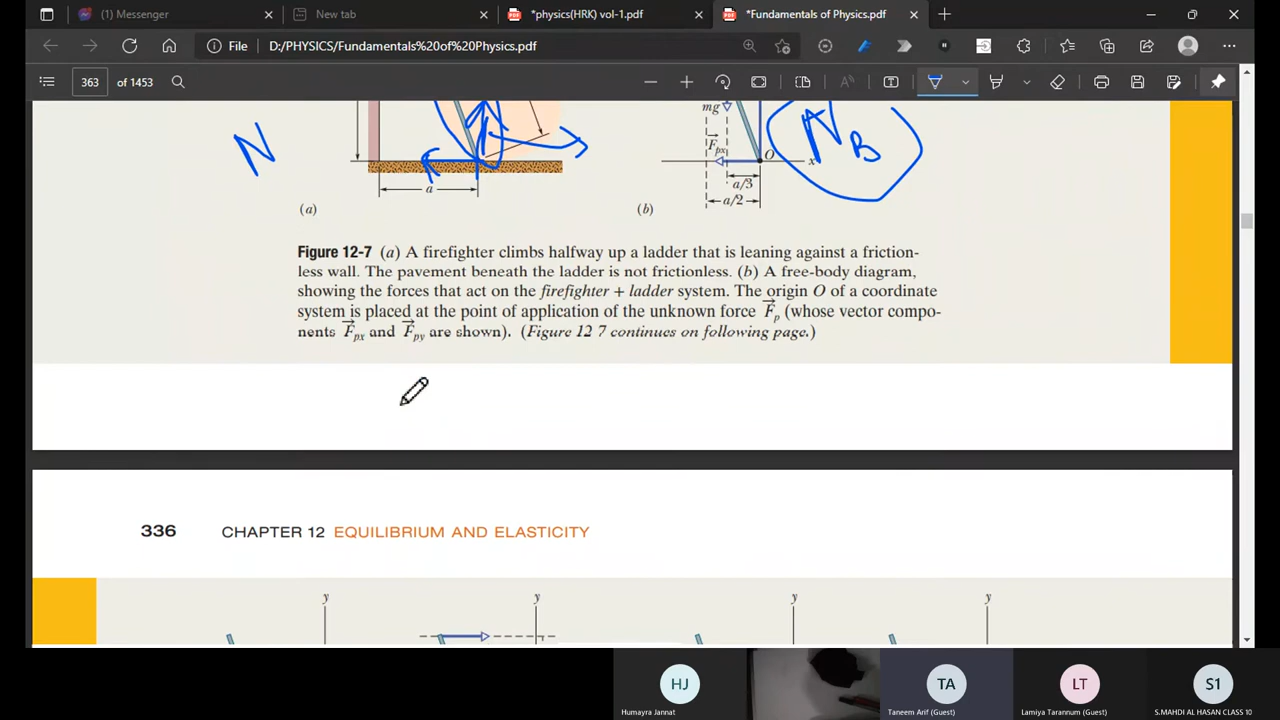 (1) Messenger
New tab
*physics(HRK) vol-1.pdf
*Fundamentals of Physics.pdf
File D:/PHYSICS/Fundamentals%20of%20Physics.pdf
363 of 1453
N
a
(a)
mg
F px
O
x
a/3
a/2
N B
(b)
Figure 12-7 (a) A firefighter climbs halfway up a ladder that is leaning against a friction-
less wall. The pavement beneath the ladder is not frictionless. (b) A free-body diagram,
showing the forces that act on the firefighter + ladder system. The origin O of a coordinate
system is placed at the point of application of the unknown force F p (whose vector compo-
nents F px and F py are shown). (Figure 12 7 continues on following page.)
336 CHAPTER 12 EQUILIBRIUM AND ELASTICITY
y y y y
HJ
Humayra Jannat
TA
Taneem Arif (Guest)
LT
Lamiya Tarannum (Guest)
S1
S.MAHDI AL HASAN CLASS 10